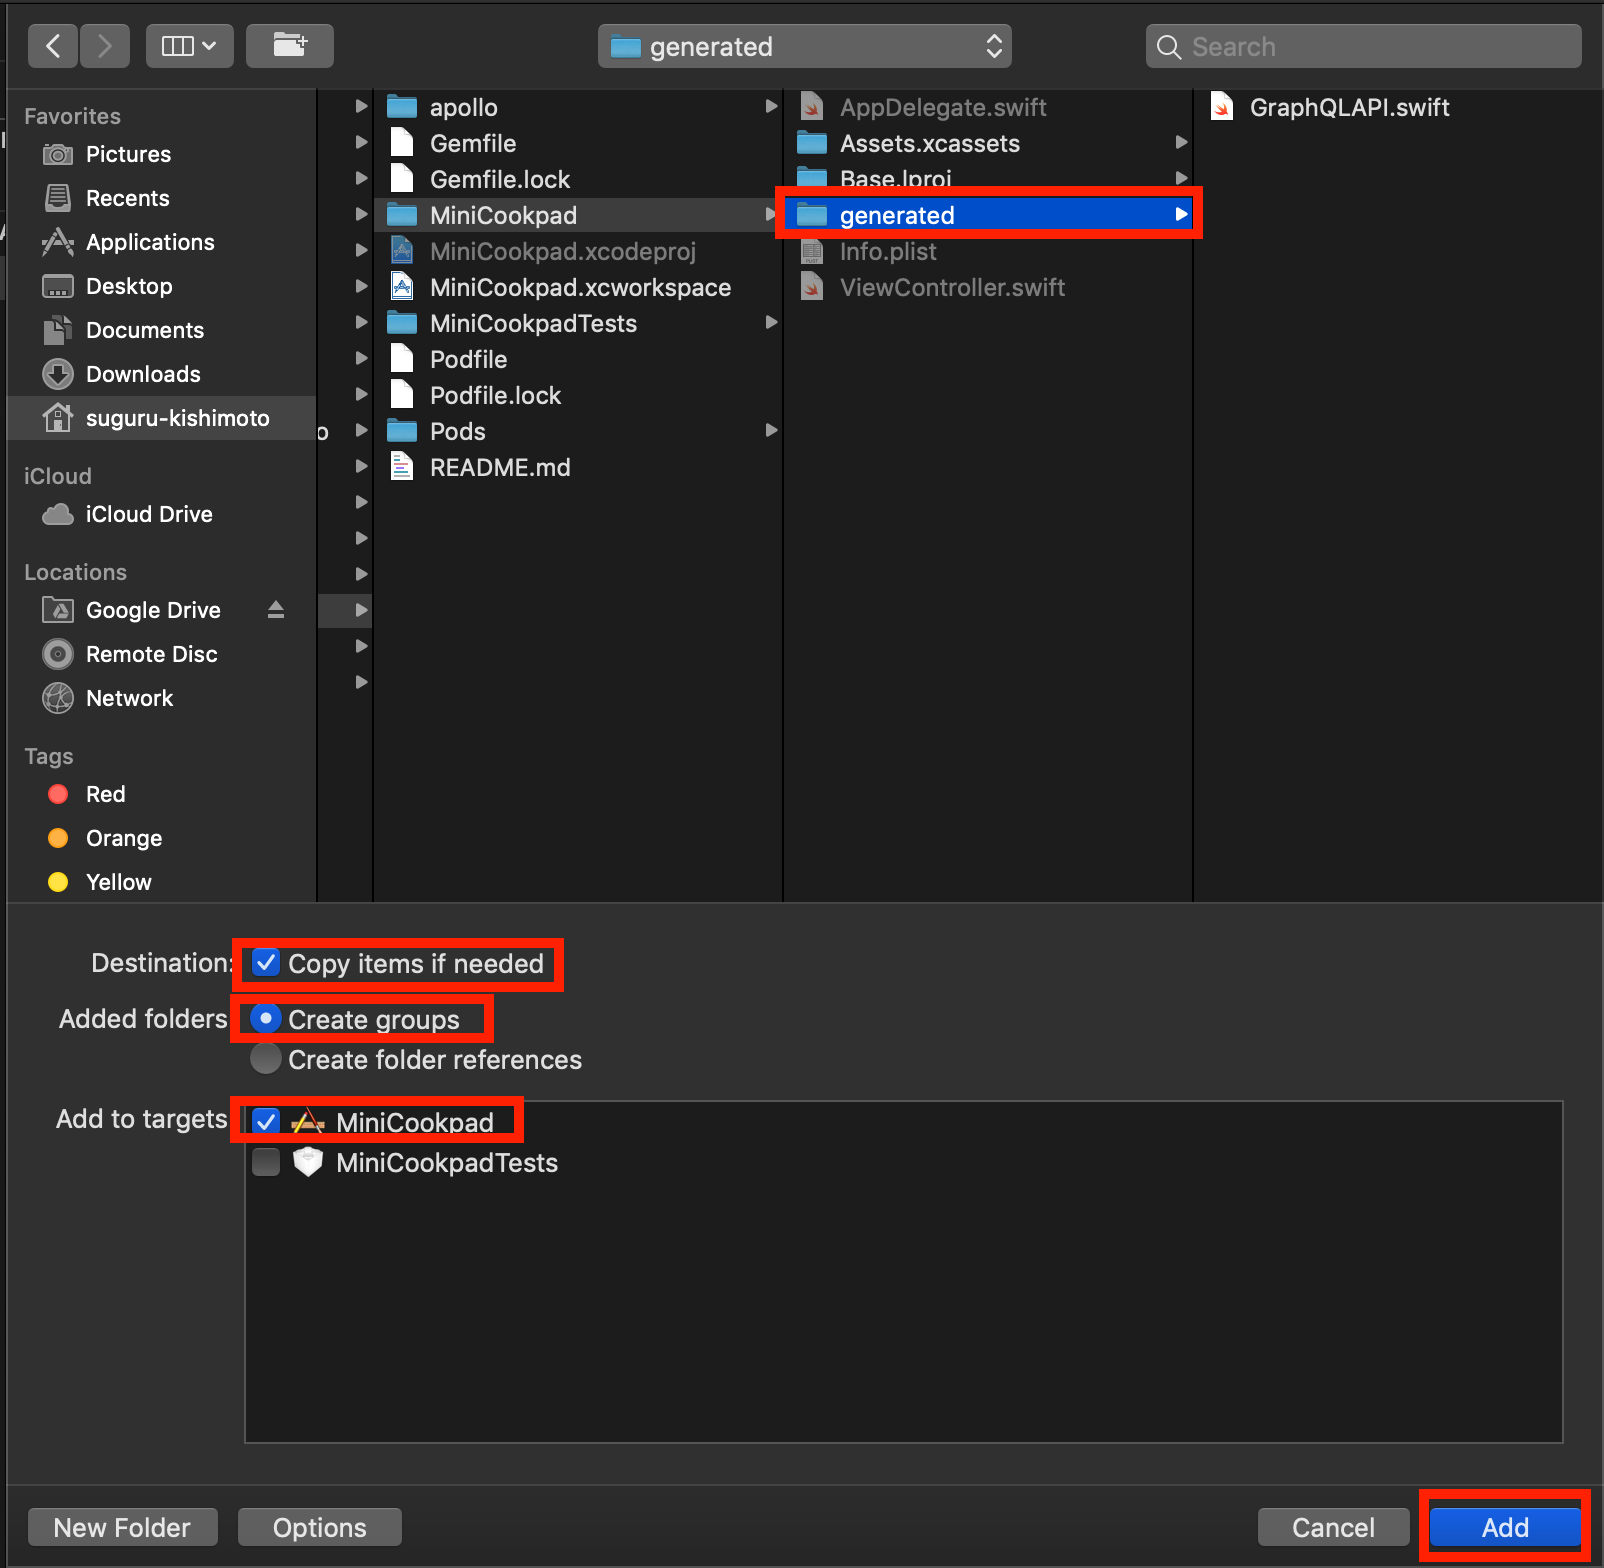 generated
Search
Favorites
Pictures
Recents
Applications
Desktop
Documents
Downloads
suguru-kishimoto
iCloud
iCloud Drive
Locations
Google Drive
Remote Disc
Network
Tags
Red
Orange
Yellow
o
apollo
Gemfile
Gemfile.lock
MiniCookpad
MiniCookpad.xcodeproj
MiniCookpad.xcworkspace
MiniCookpadTests
Podfile
Podfile.lock
Pods
README.md
AppDelegate.swift
Assets.xcassets
Base.lproj
generated
Info.plist
ViewController.swift
GraphQLAPI.swift
Destination: Copy items if needed
Added folders Create groups
Create folder references
Add to targets MiniCookpad
MiniCookpadTests
New Folder Options Cancel Add